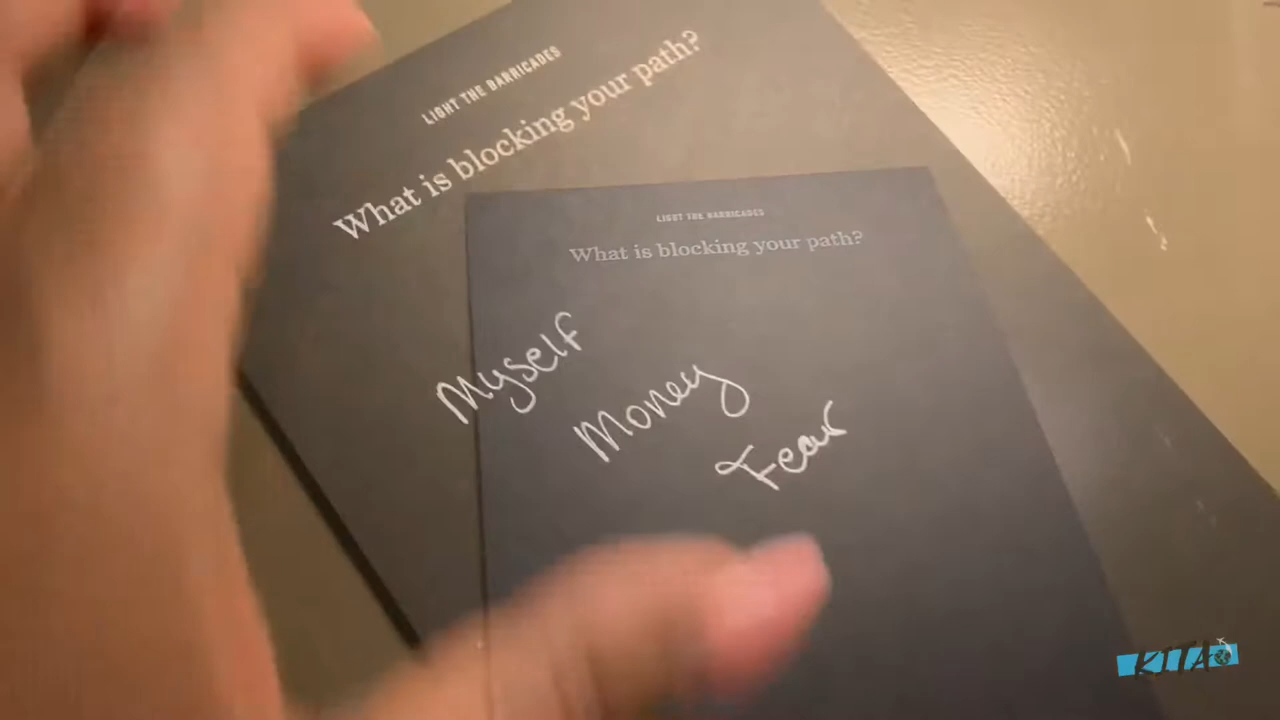 LIGHT THE BARRICADES
What is blocking your path?
LIGHT THE BARRICADES
What is blocking your path?
Myself
Money
Fear
KITA